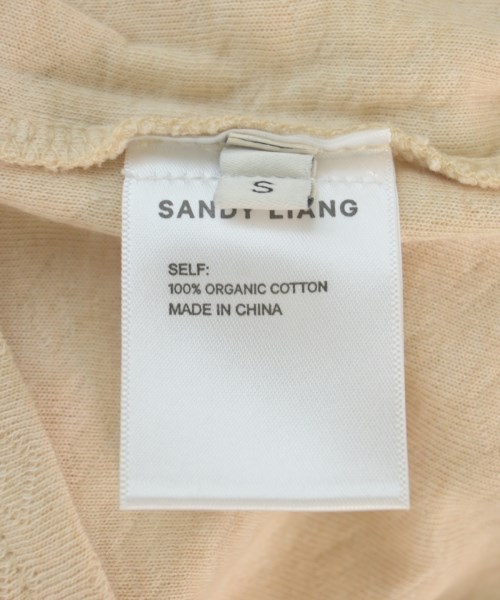 S
SANDY LIANG
SELF:
100% ORGANIC COTTON
MADE IN CHINA